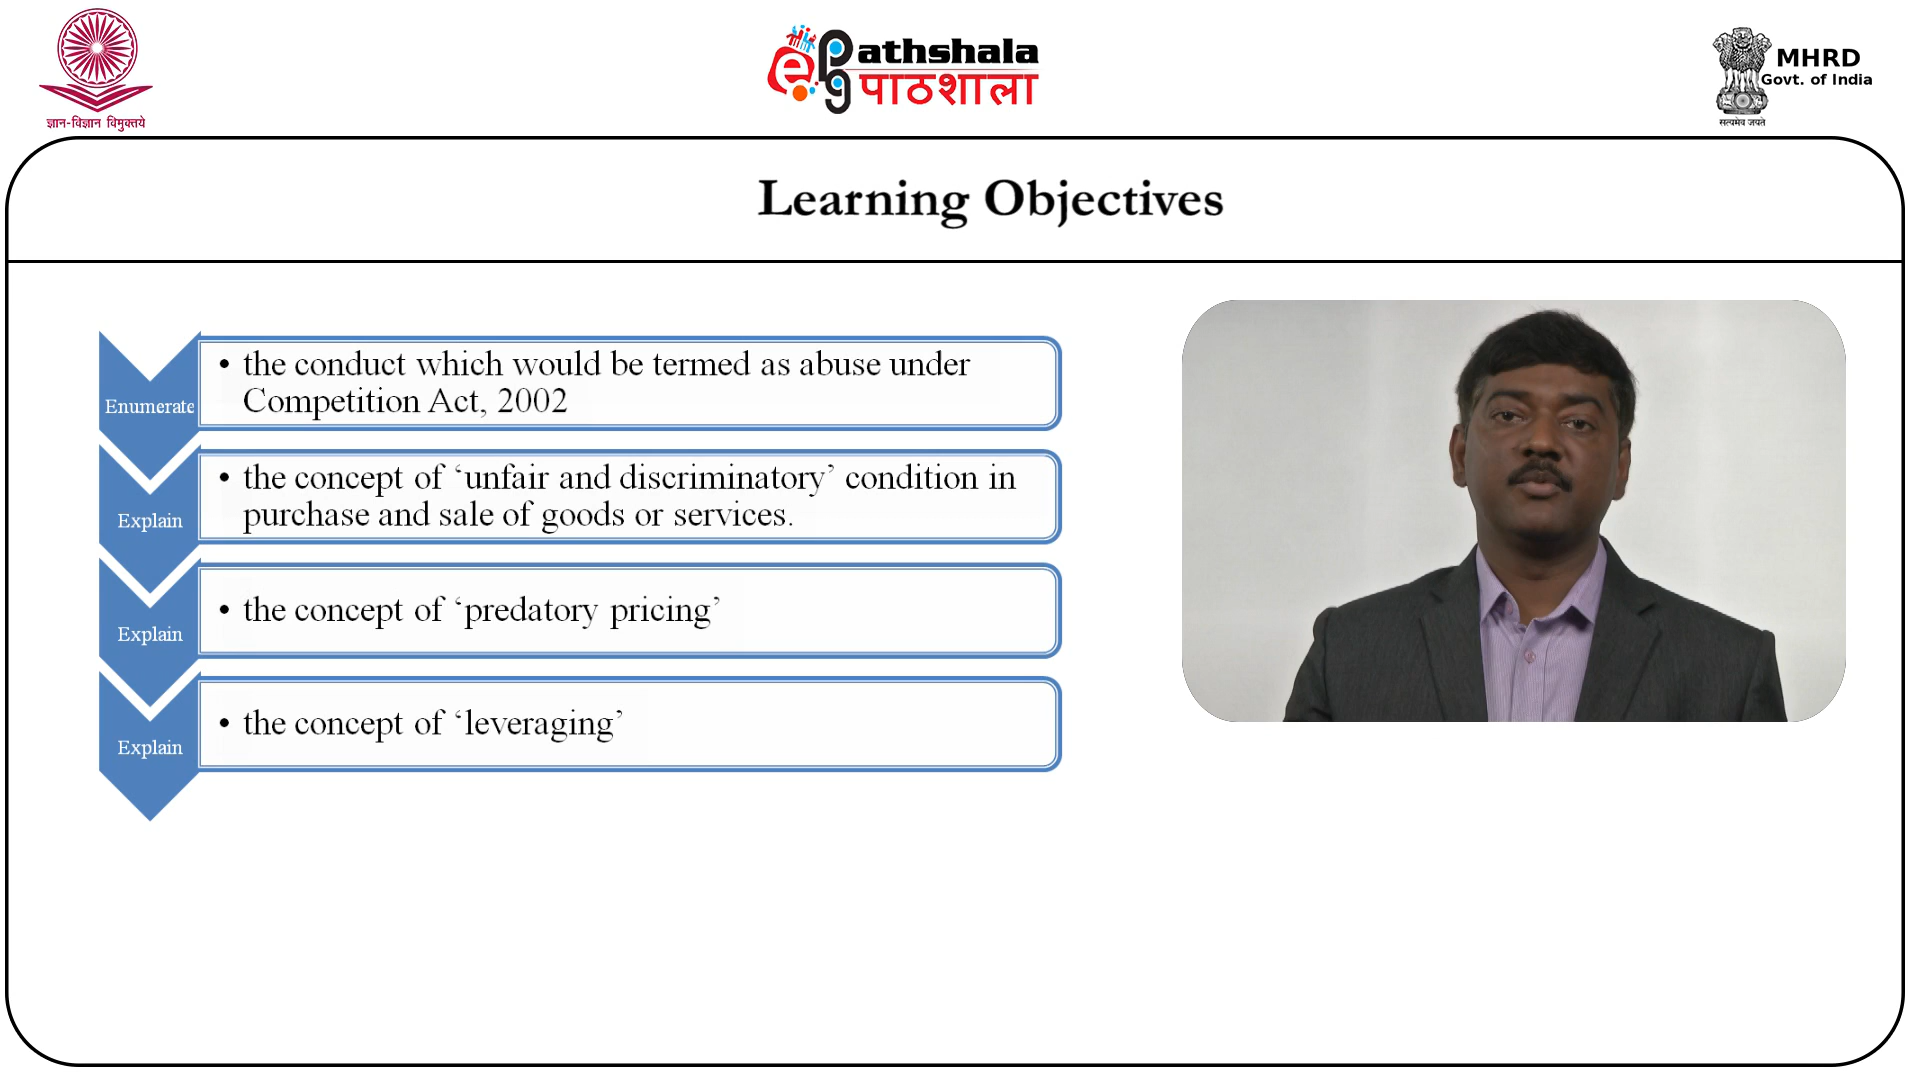 ज्ञान-विज्ञान विमुक्तये
e pg Pathshala
पाठशाला
MHRD
Govt. of India
सत्यमेव जयते
Learning Objectives
Enumerate
• the conduct which would be termed as abuse under
Competition Act, 2002
Explain
• the concept of ‘unfair and discriminatory’ condition in
purchase and sale of goods or services.
Explain
• the concept of ‘predatory pricing’
Explain
• the concept of ‘leveraging’